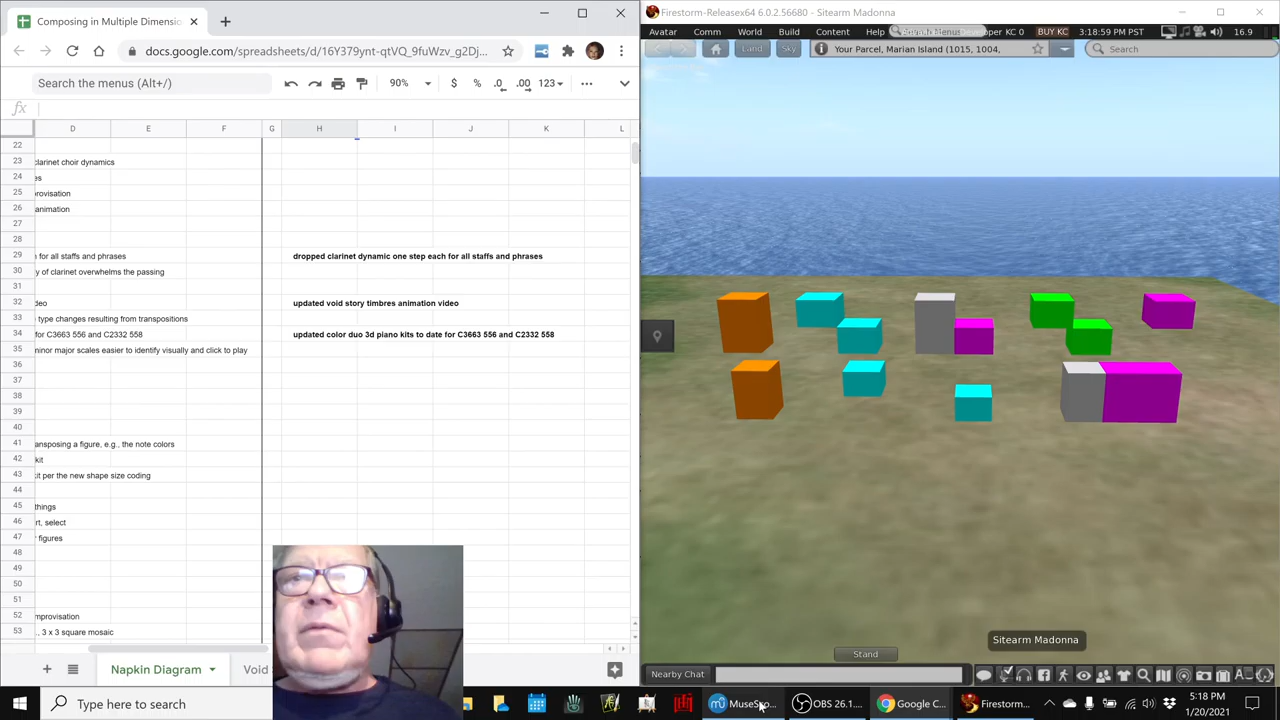 Composing in Multiple Dimensio
docs.google.com/spreadsheets/d/16Y379ynt-qtVQ_9fuWzv_g2Dj...
Search the menus (Alt+/)
90%
$
%
.0
.00
123
fx
D E F G H I J K L
22
23 clarinet choir dynamics
24 es
25 provisation
26 animation
27
28
29 n for all staffs and phrases dropped clarinet dynamic one step each for all staffs and phrases
30 y of clarinet overwhelms the passing
31
32 deo updated void story timbres animation video
33 type changes resulting from transpositions
34 for C3663 556 and C2332 558 updated color duo 3d piano kits to date for C3663 556 and C2332 558
35 minor major scales easier to identify visually and click to play
36
37
38
39
40
41 ansposing a figure, e.g., the note colors
42 kit
43 kit per the new shape size coding
44
45 things
46 rt, select
47 figures
48
49
50
51
52 mprovisation
53 ., 3 x 3 square mosaic
Napkin Diagram
Void
Firestorm-Releasex64 6.0.2.56680 - Sitearm Madonna
Avatar Comm World Build Content Help
BUY KC
KC 0
3:18:59 PM PST
16.9
Land
Sky
Your Parcel, Marian Island (1015, 1004,
Search
Sitearm Madonna
Stand
Nearby Chat
Type here to search
OBS 26.1....
Google C...
Firestorm...
5:18 PM
1/20/2021